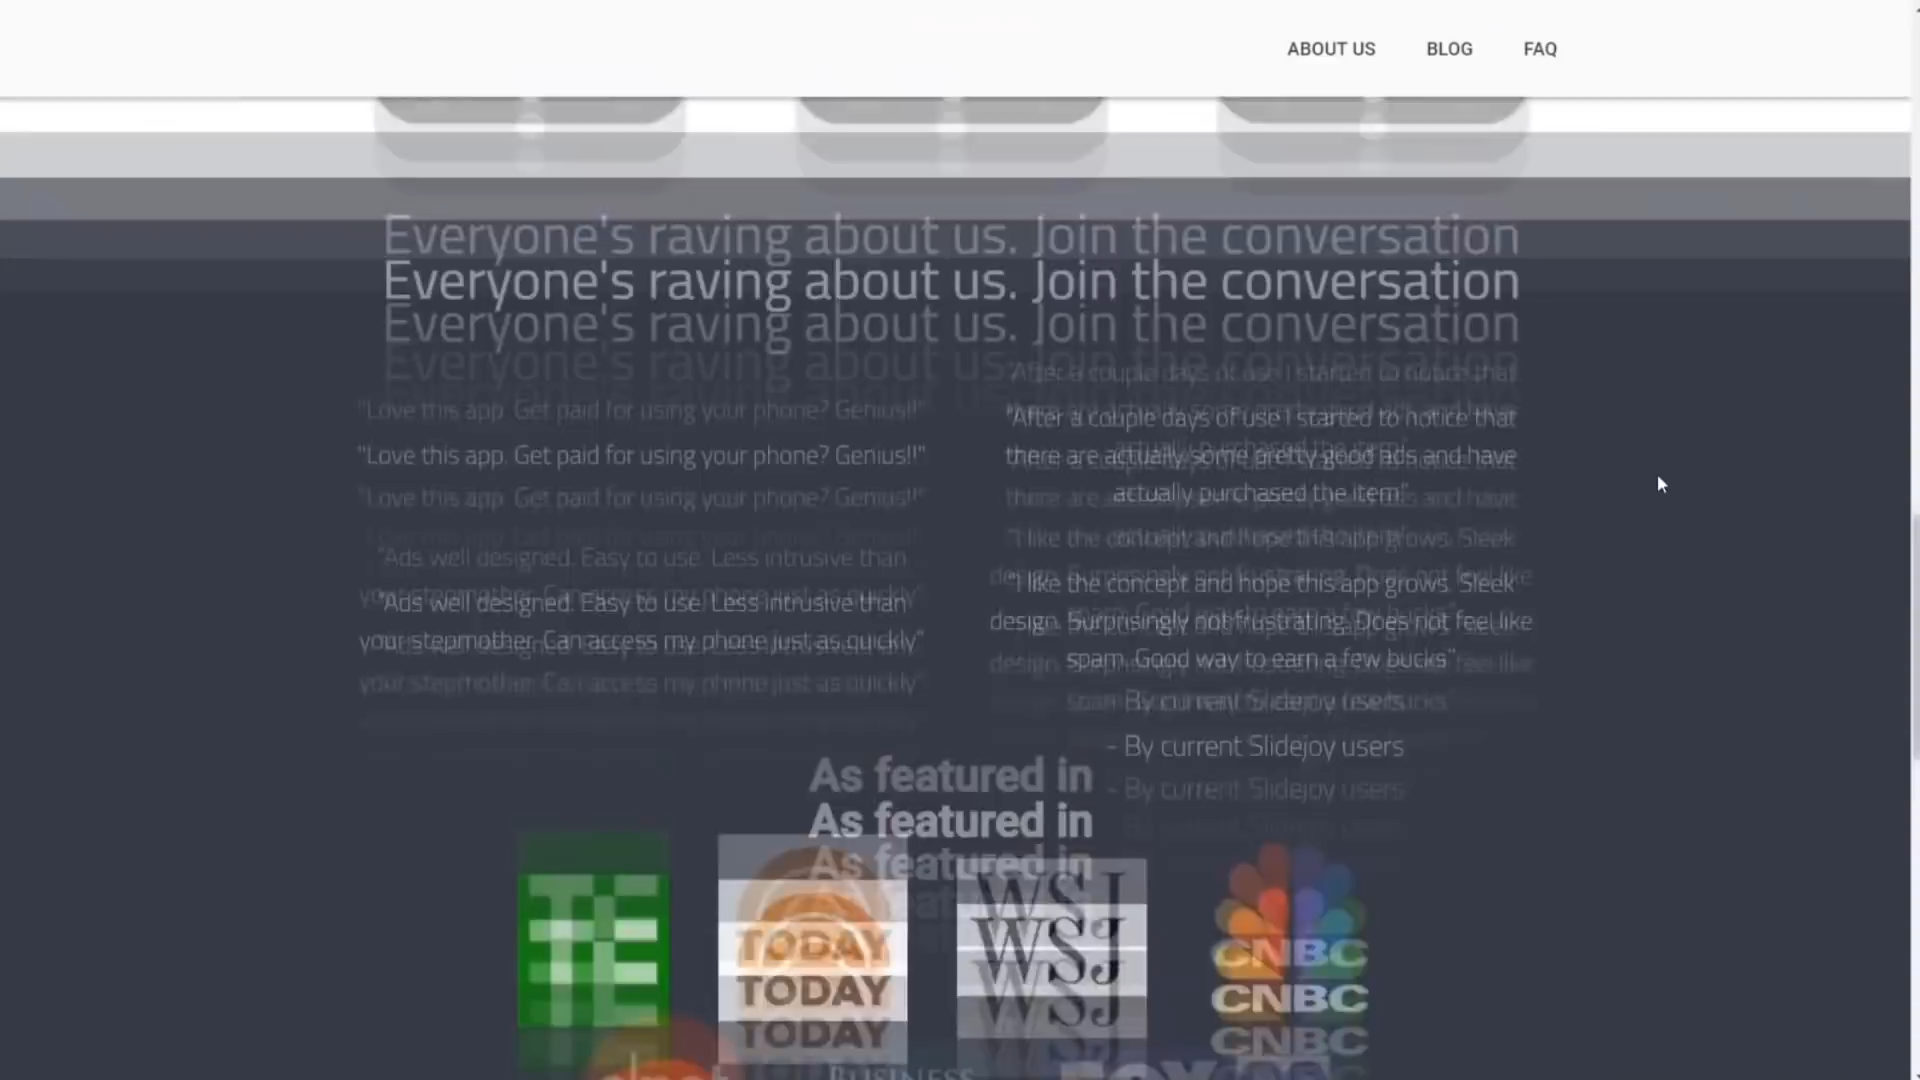 ABOUT US BLOG FAQ
Everyone's raving about us. Join the conversation
"Love this app. Get paid for using your phone? Genius!!"
"After a couple days of use I started to notice that
there are actually some pretty good ads and have
actually purchased the item"
"Ads well designed. Easy to use. Less intrusive than
your stepmother. Can access my phone just as quickly"
"I like the concept and hope this app grows. Sleek
design. Surprisingly not frustrating. Does not feel like
spam. Good way to earn a few bucks"
- By current Slidejoy users
As featured in
TODAY
WSJ
CNBC
BUSINESS